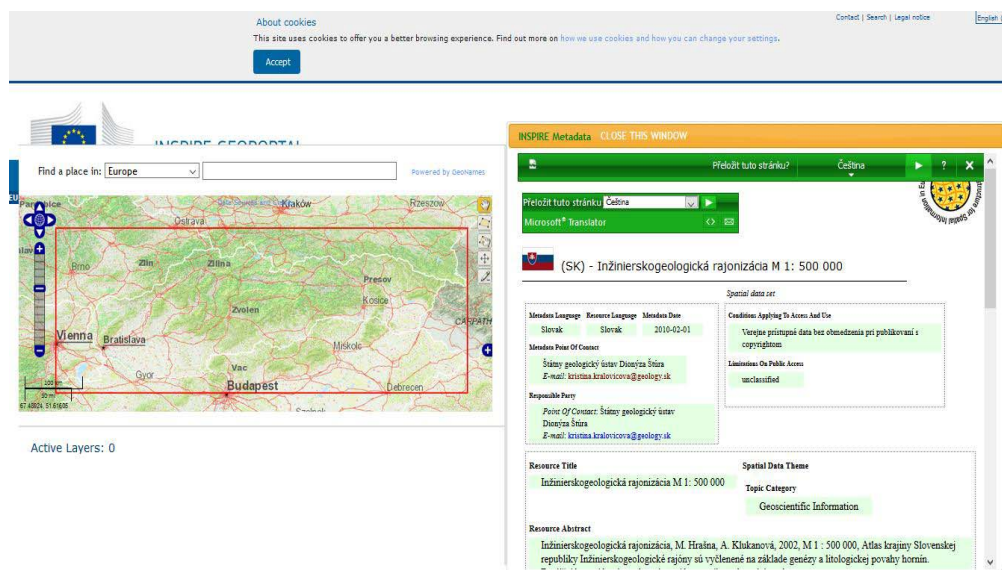 Contact | Search | Legal notice
English
About cookies
This site uses cookies to offer you a better browsing experience. Find out more on how we use cookies and how you can change your settings.
Accept
INSPIRE GEOPORTAL
EU
Find a place in: Europe
Powered by GeoNames
Kraków
Rzeszow
Ostrava
Brno
Zlin
Zilina
Presov
Kosice
Zvolen
CARPATH
Vienna
Bratislava
Miskolc
Gyor
Vac
Budapest
Debrecen
Szolnok
100 km
50 mi
Active Layers: 0
INSPIRE Metadata CLOSE THIS WINDOW
Přeložit tuto stránku? Čeština ?
Přeložit tuto stránku Čeština
Microsoft® Translator
(SK) - Inžinierskogeologická rajonizácia M 1: 500 000
Spatial data set
Metadata Language Resource Language Metadata Date
Slovak Slovak 2010-02-01
Metadata Point Of Contact
Štátny geologický ústav Dionýza Štúra
E-mail: kristina.kralovicova@geology.sk
Responsible Party
Point Of Contact: Štátny geologický ústav
Dionýza Štúra
E-mail: kristina.kralovicova@geology.sk
Conditions Applying To Access And Use
Verejne prístupné data bez obmedzenia pri publikovaní s
copyrightom
Limitations On Public Access
unclassified
Resource Title
Inžinierskogeologická rajonizácia M 1: 500 000
Spatial Data Theme
Topic Category
Geoscientific Information
Resource Abstract
Inžinierskogeologická rajonizácia, M. Hrašna, A. Klukanová, 2002, M 1 : 500 000, Atlas krajiny Slovenskej
republiky Inžinierskogeologické rajóny sú vyčlenené na základe genézy a litologickej povahy hornín.